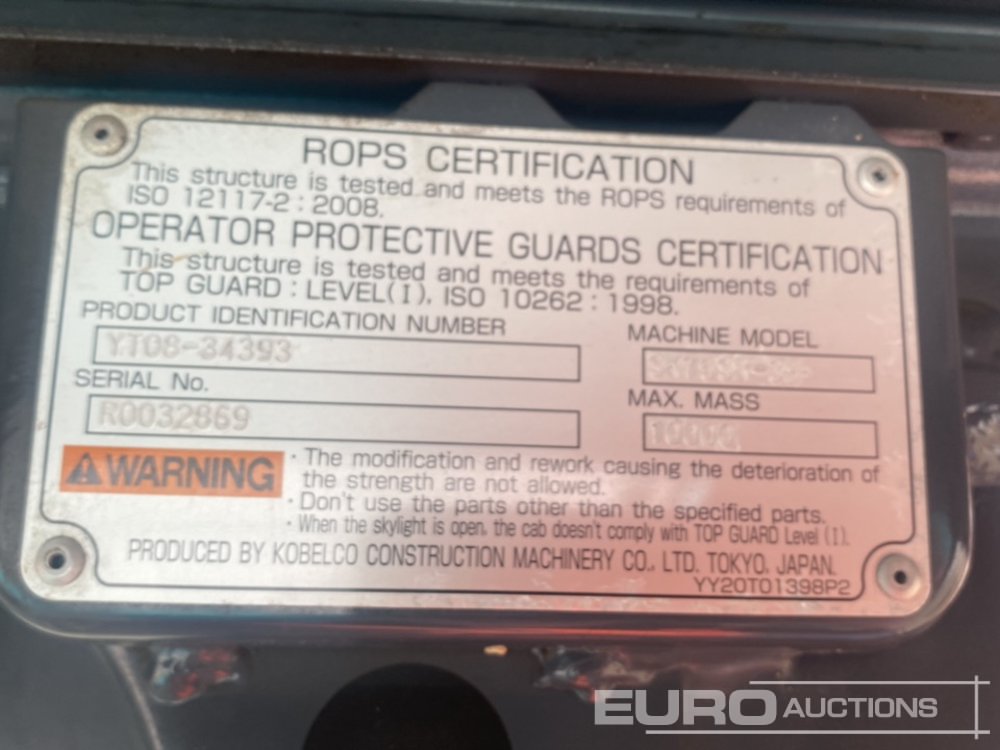 ROPS CERTIFICATION
This structure is tested and meets the ROPS requirements of
ISO 12117-2 : 2008.
OPERATOR PROTECTIVE GUARDS CERTIFICATION
This structure is tested and meets the requirements of
TOP GUARD : LEVEL(I), ISO 10262 : 1998.
PRODUCT IDENTIFICATION NUMBER
YT08-34393
MACHINE MODEL
SERIAL No.
R0032869
MAX. MASS
WARNING
· The modification and rework causing the deterioration of
the strength are not allowed.
· Don't use the parts other than the specified parts.
· When the skylight is open, the cab doesn't comply with TOP GUARD Level (I).
PRODUCED BY KOBELCO CONSTRUCTION MACHINERY CO., LTD. TOKYO, JAPAN.
YY20T01398P2
EURO AUCTIONS